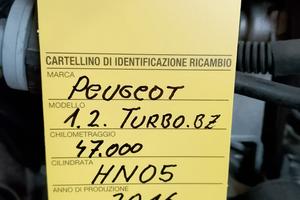 CARTELLINO DI IDENTIFICAZIONE RICAMBIO
MARCA
PEUGEOT
MODELLO
1.2. TURBO.BZ
CHILOMETRAGGIO
47.000
CILINDRATA
HN05
ANNO DI PRODUZIONE
2016